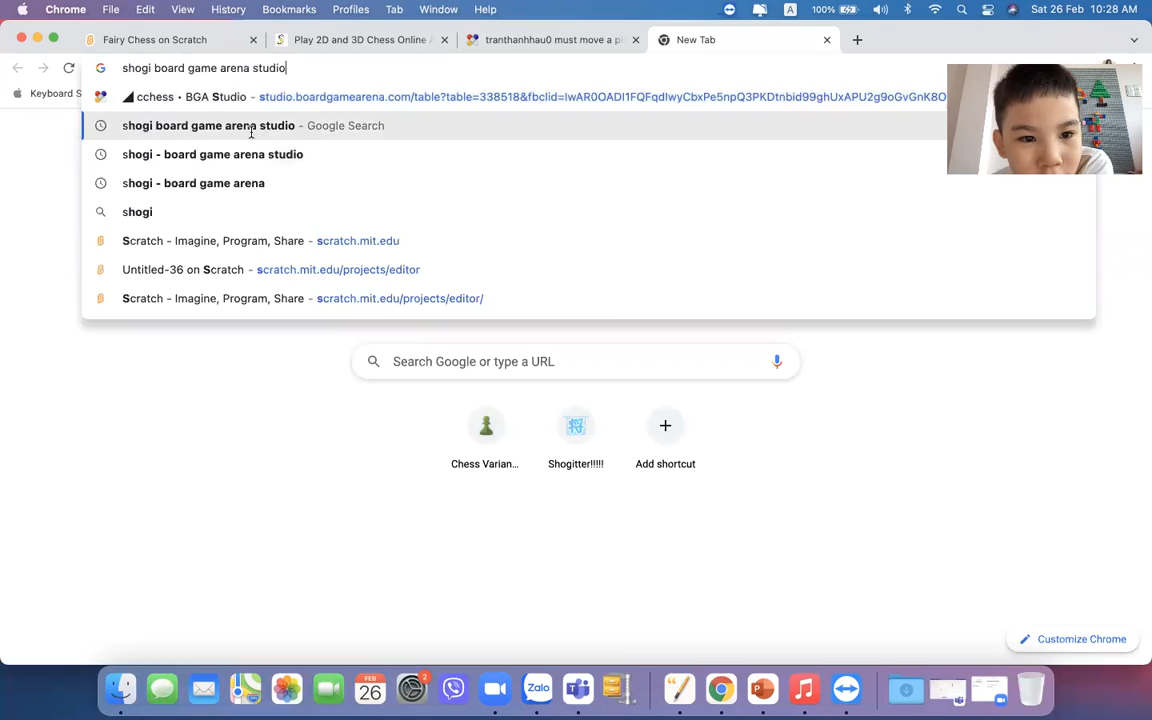 Chrome File Edit View History Bookmarks Profiles Tab Window Help A 100% Sat 26 Feb 10:28 AM
Fairy Chess on Scratch Play 2D and 3D Chess Online tranthanhhau0 must move a pi New Tab
shogi board game arena studio
Keyboard S
cchess • BGA Studio - studio.boardgamearena.com/table?table=338518&fbclid=
shogi board game arena studio - Google Search
shogi - board game arena studio
shogi - board game arena
shogi
Scratch - Imagine, Program, Share - scratch.mit.edu
Untitled-36 on Scratch - scratch.mit.edu/projects/editor
Scratch - Imagine, Program, Share - scratch.mit.edu/projects/editor/
Search Google or type a URL
Chess Varian... Shogitter!!!!! Add shortcut
Customize Chrome
FEB
26
2
Zalo